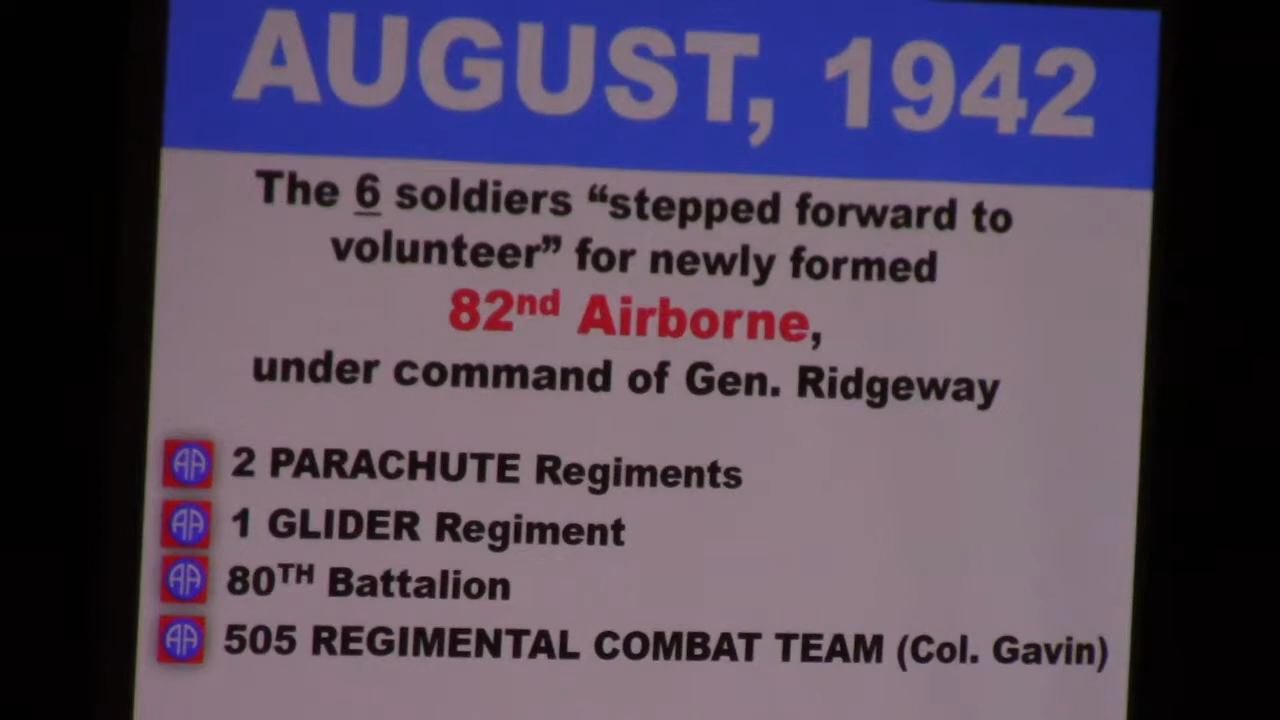 AUGUST, 1942
The 6 soldiers “stepped forward to
volunteer” for newly formed
82nd Airborne,
under command of Gen. Ridgeway
AA 2 PARACHUTE Regiments
AA 1 GLIDER Regiment
AA 80TH Battalion
AA 505 REGIMENTAL COMBAT TEAM (Col. Gavin)